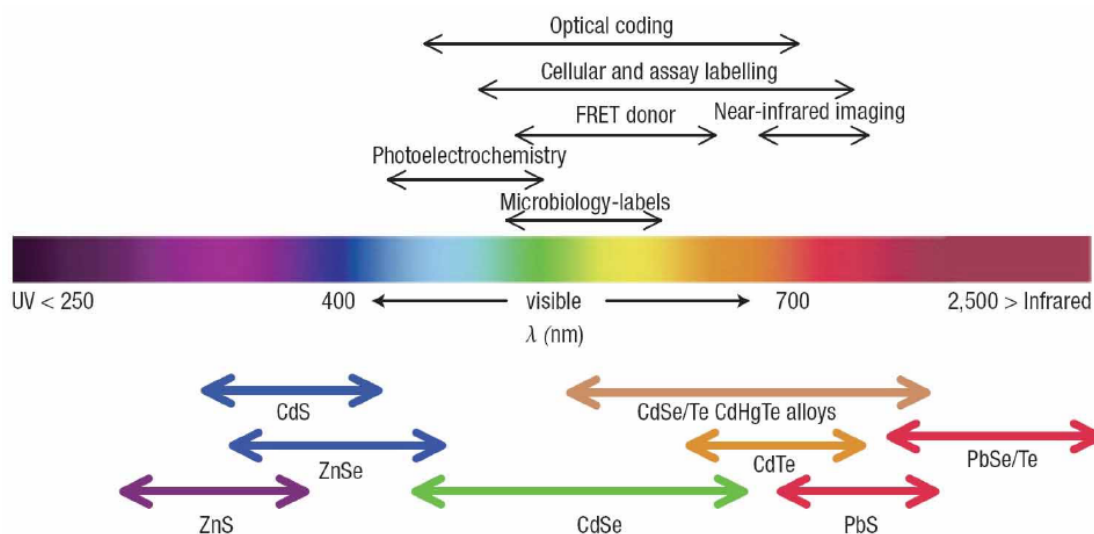 Optical coding
Cellular and assay labelling
FRET donor
Near-infrared imaging
Photoelectrochemistry
Microbiology-labels
UV < 250
400
visible
700
2,500 > Infrared
λ (nm)
CdS
CdSe/Te CdHgTe alloys
ZnSe
CdTe
PbSe/Te
ZnS
CdSe
PbS